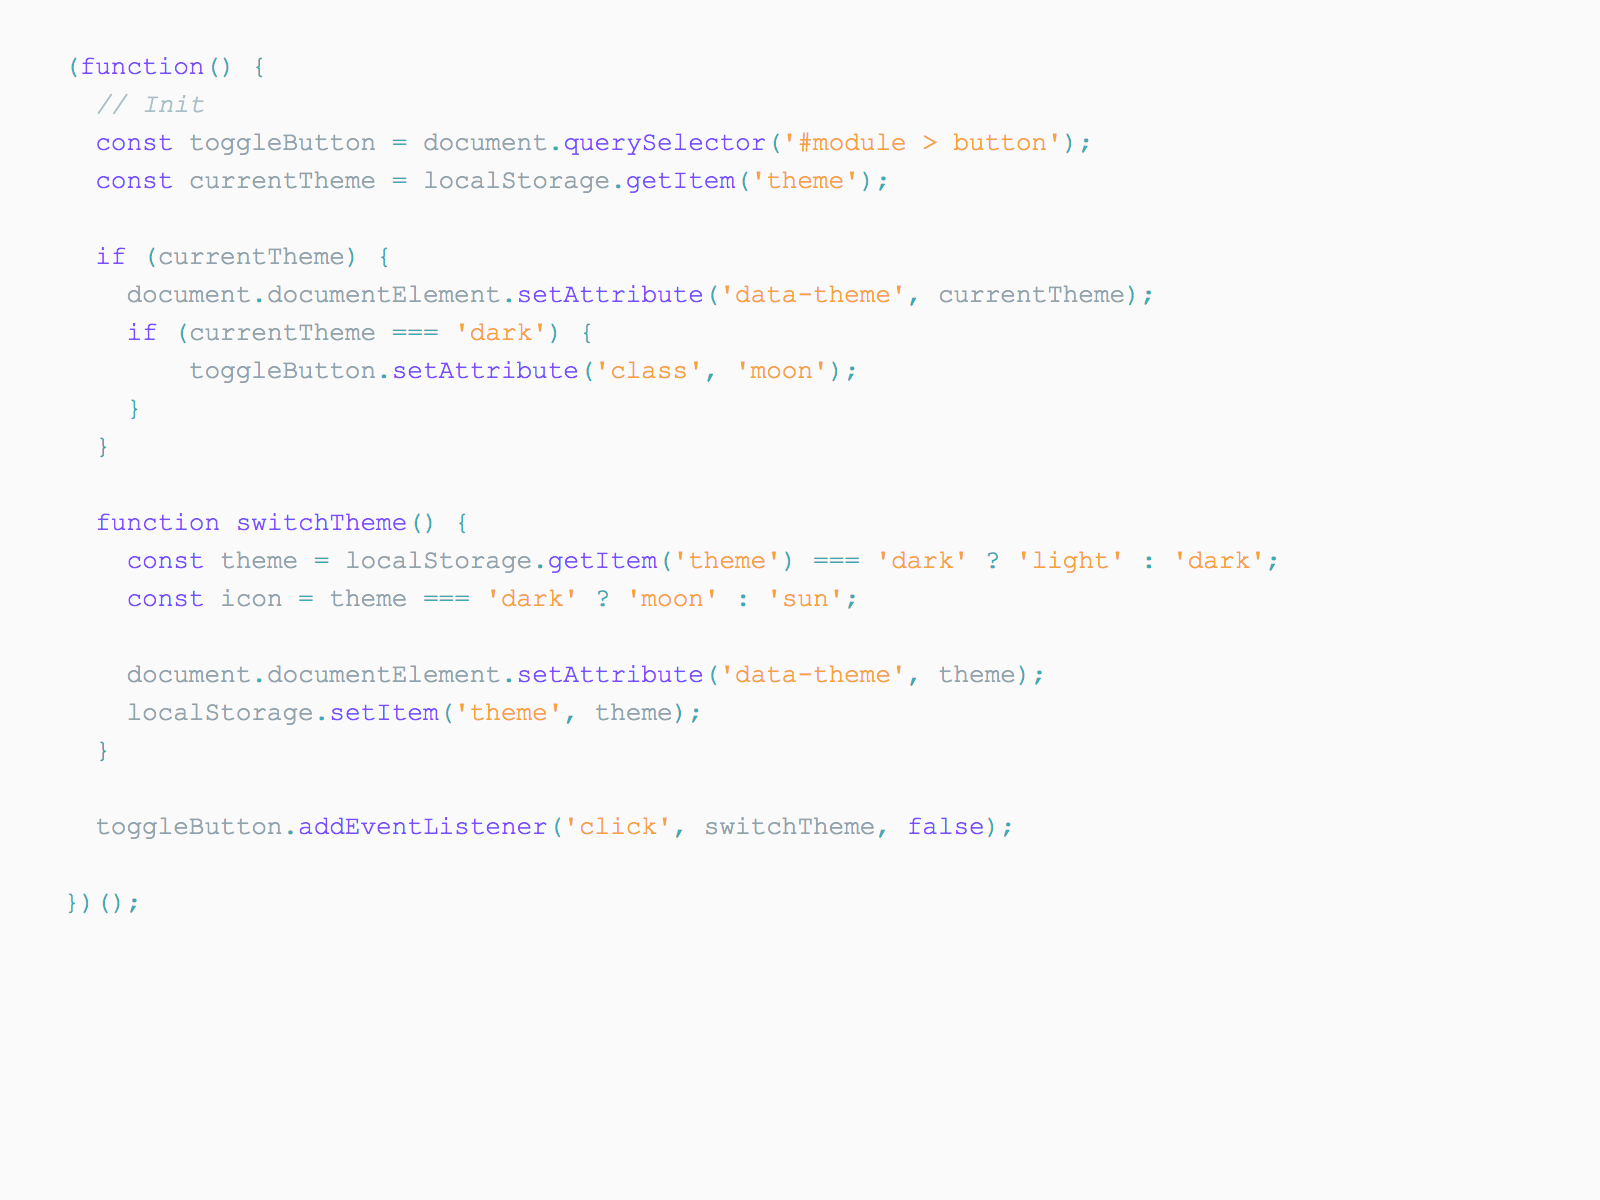 (function() {
  // Init
  const toggleButton = document.querySelector('#module > button');
  const currentTheme = localStorage.getItem('theme');

  if (currentTheme) {
    document.documentElement.setAttribute('data-theme', currentTheme);
    if (currentTheme === 'dark') {
        toggleButton.setAttribute('class', 'moon');
    }
  }

  function switchTheme() {
    const theme = localStorage.getItem('theme') === 'dark' ? 'light' : 'dark';
    const icon = theme === 'dark' ? 'moon' : 'sun';

    document.documentElement.setAttribute('data-theme', theme);
    localStorage.setItem('theme', theme);
  }

  toggleButton.addEventListener('click', switchTheme, false);

})();